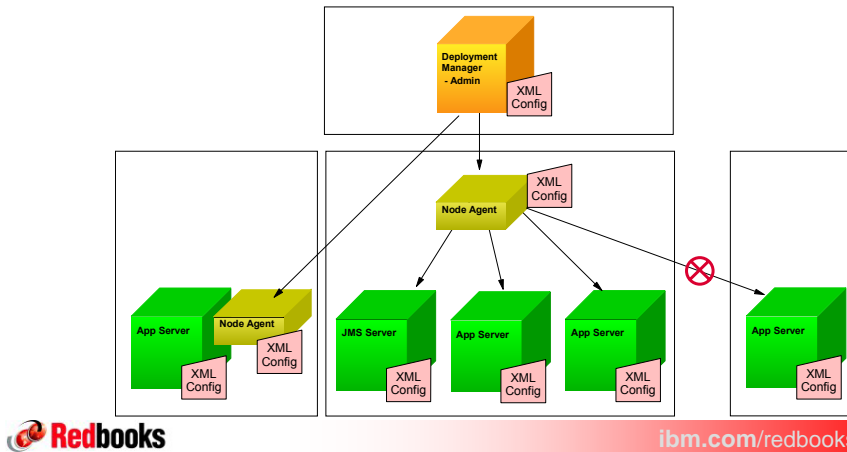 Deployment
Manager
- Admin
XML
Config
XML
Config
Node Agent
App Server
Node Agent
XML
Config
XML
Config
JMS Server
XML
Config
App Server
XML
Config
App Server
XML
Config
App Server
XML
Config
Redbooks
ibm.com/redbooks